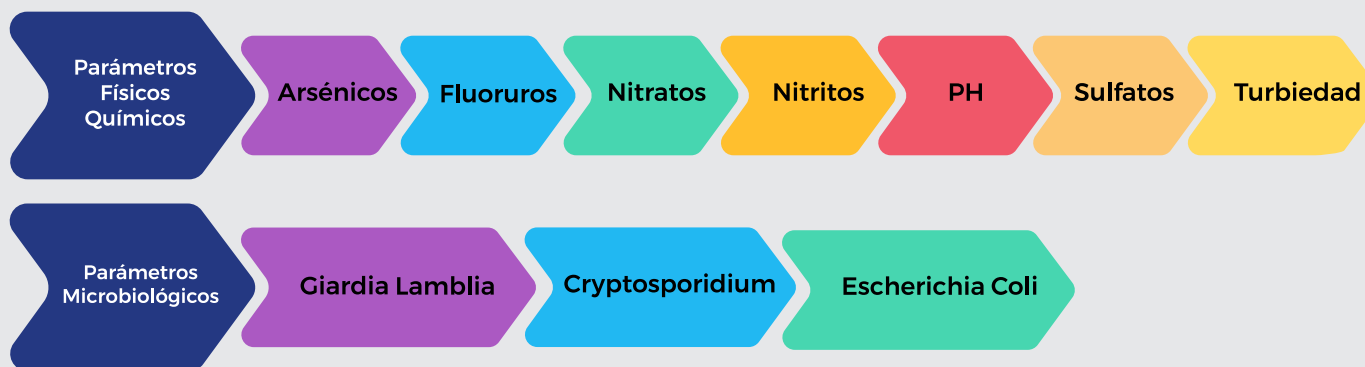 Parámetros
Físicos
Químicos
Arsénicos
Fluoruros
Nitratos
Nitritos
PH
Sulfatos
Turbiedad
Parámetros
Microbiológicos
Giardia Lamblia
Cryptosporidium
Escherichia Coli